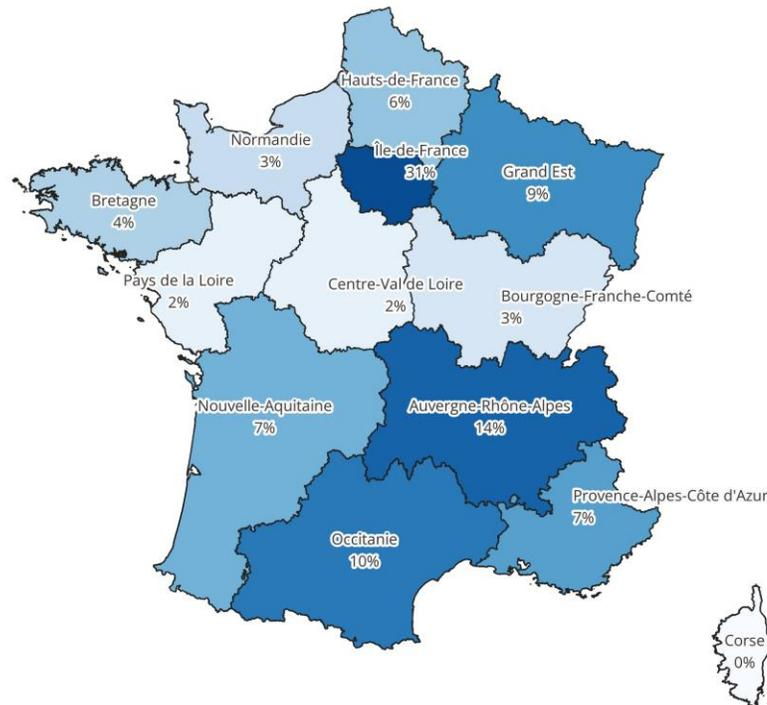 Hauts-de-France
6%
Normandie
3%
Île-de-France
31%
Grand Est
9%
Bretagne
4%
Pays de la Loire
2%
Centre-Val de Loire
2%
Bourgogne-Franche-Comté
3%
Nouvelle-Aquitaine
7%
Auvergne-Rhône-Alpes
14%
Provence-Alpes-Côte d'Azur
7%
Occitanie
10%
Corse
0%